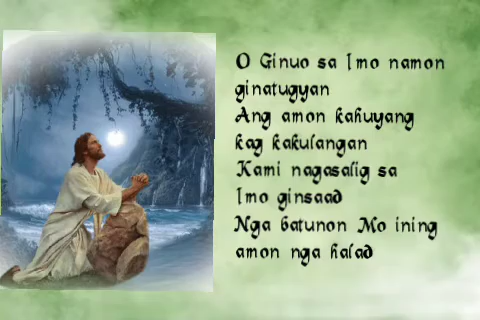 O Ginuo sa Imo namon
ginatugyan
Ang amon kahuyang
kag kakulangan
Kami nagasalig sa
Imo ginsaad
Nga batunon Mo ining
amon nga halad